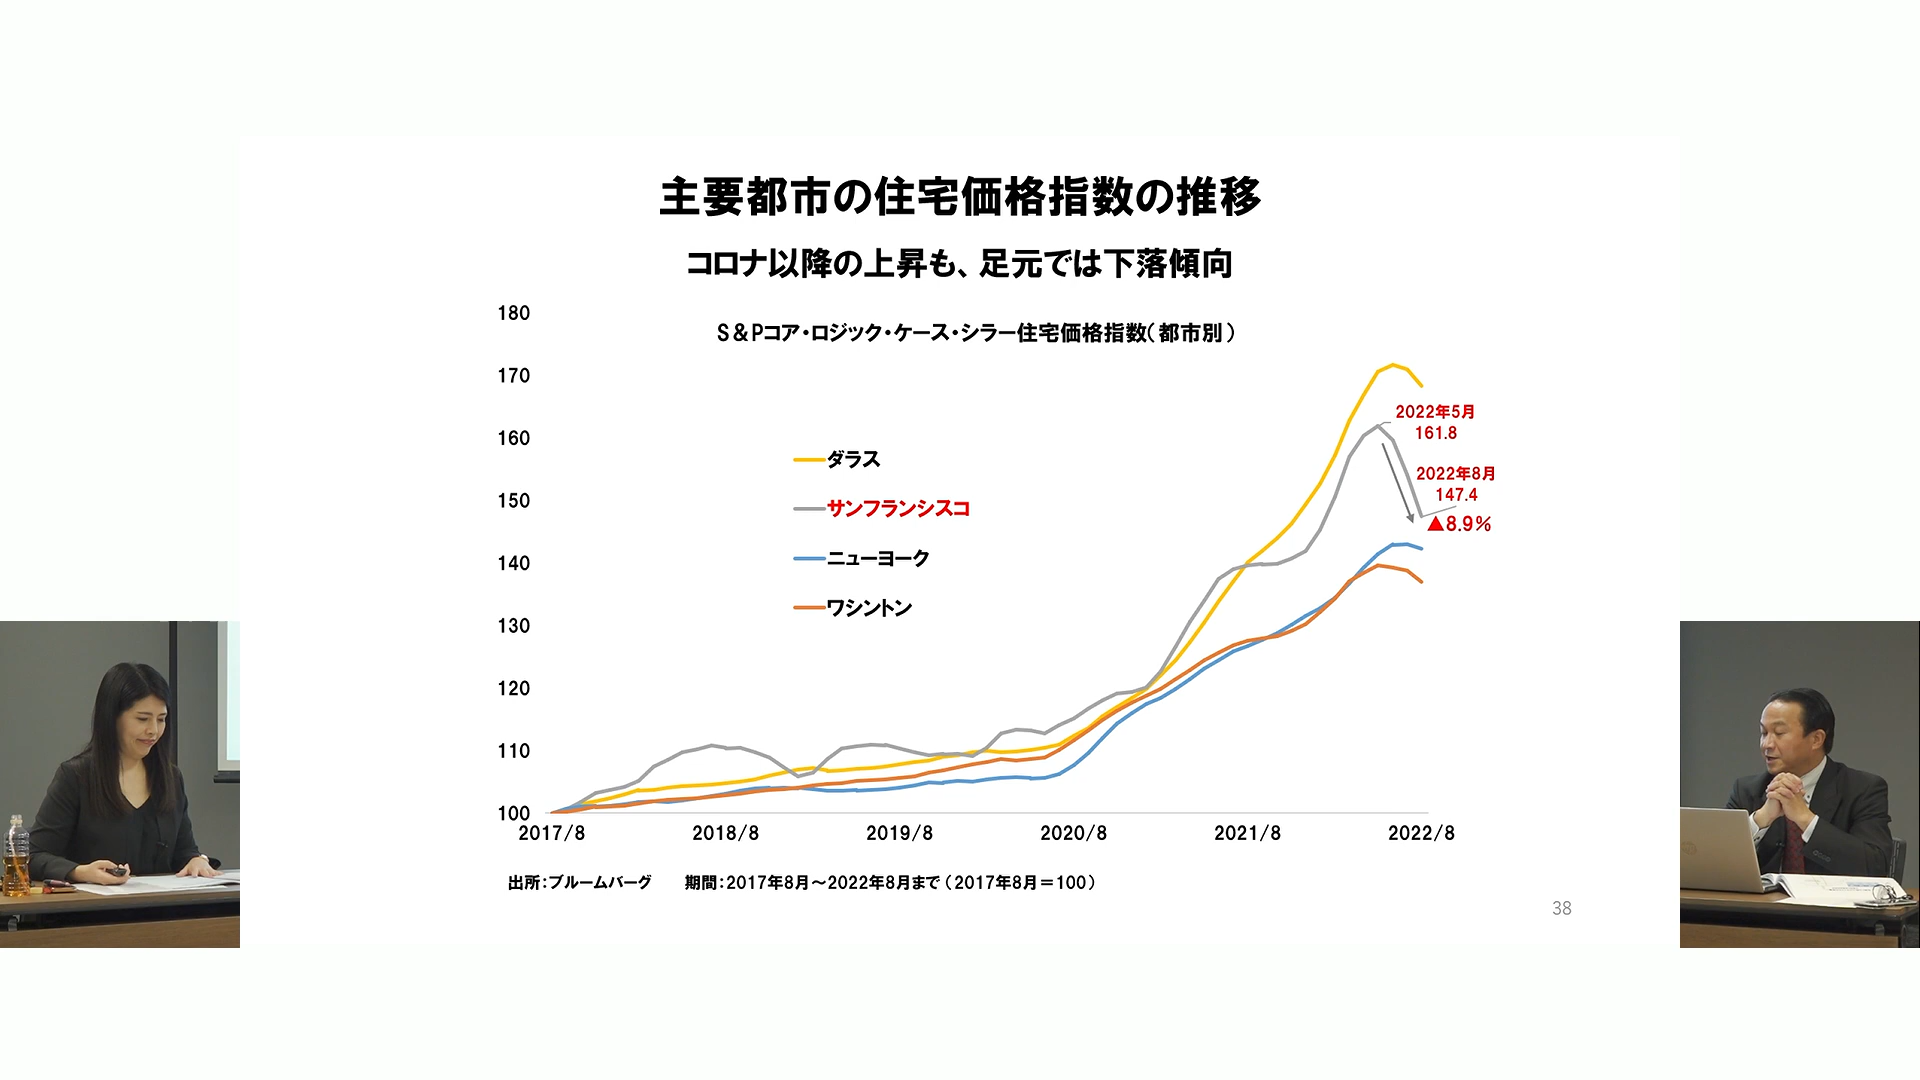 主要都市の住宅価格指数の推移
コロナ以降の上昇も、足元では下落傾向
S&Pコア・ロジック・ケース・シラー住宅価格指数(都市別)
180
170
160
150
140
130
120
110
100
ダラス
サンフランシスコ
ニューヨーク
ワシントン
2022年5月
161.8
2022年8月
147.4
▲8.9%
2017/8 2018/8 2019/8 2020/8 2021/8 2022/8
出所:ブルームバーグ 期間:2017年8月~2022年8月まで(2017年8月=100)
38